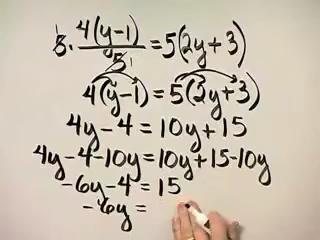 5 · 4(y-1)/5 = 5(2y+3)
4(y-1) = 5(2y+3)
4y-4 = 10y+15
4y-4-10y = 10y+15-10y
-6y-4 = 15
-6y =